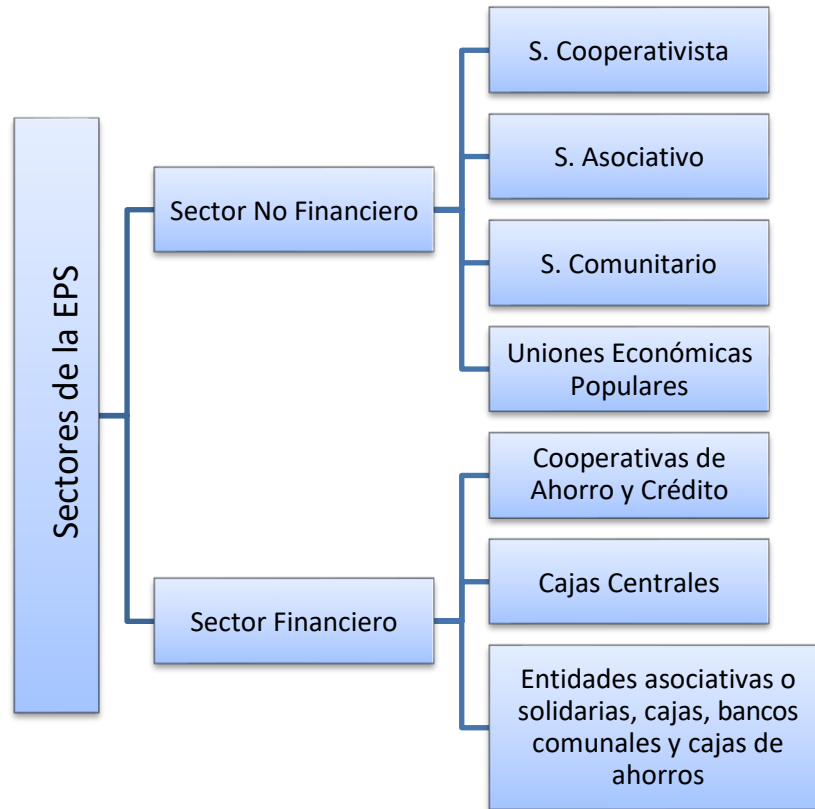 Sectores de la EPS
Sector No Financiero
S. Cooperativista
S. Asociativo
S. Comunitario
Uniones Económicas
Populares
Sector Financiero
Cooperativas de
Ahorro y Crédito
Cajas Centrales
Entidades asociativas o
solidarias, cajas, bancos
comunales y cajas de
ahorros